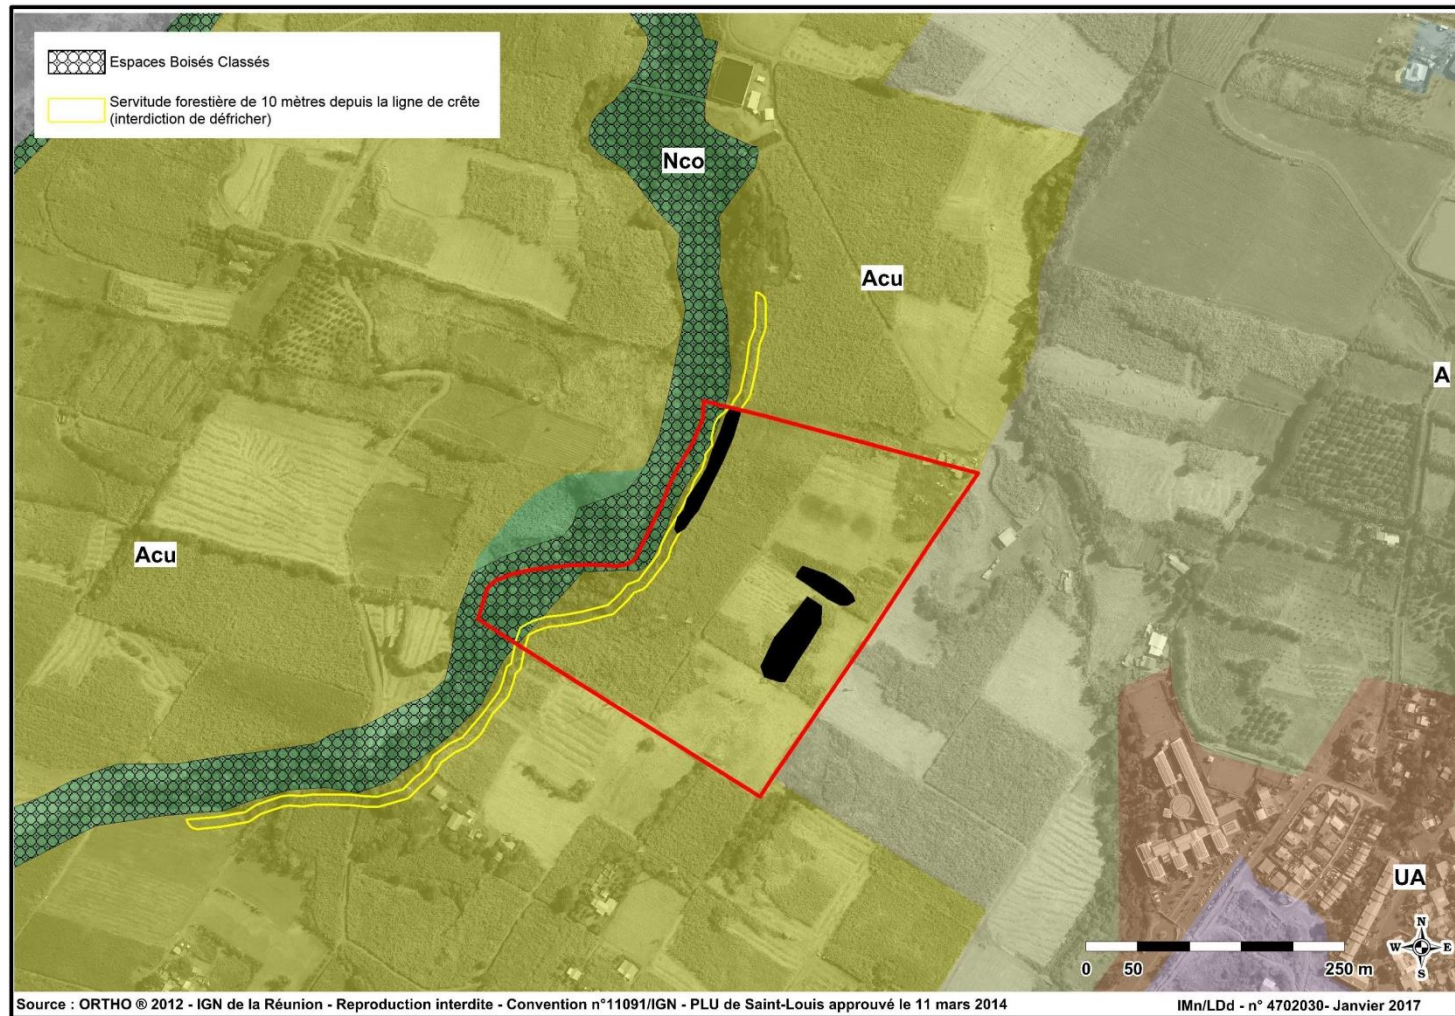 Espaces Boisés Classés
Servitude forestière de 10 mètres depuis la ligne de crête
(interdiction de défricher)
Nco
Acu
A
Acu
UA
N
W E
S
0 50 250 m
Source : ORTHO ® 2012 - IGN de la Réunion - Reproduction interdite - Convention n°11091/IGN - PLU de Saint-Louis approuvé le 11 mars 2014
IMn/LDd - n° 4702030- Janvier 2017